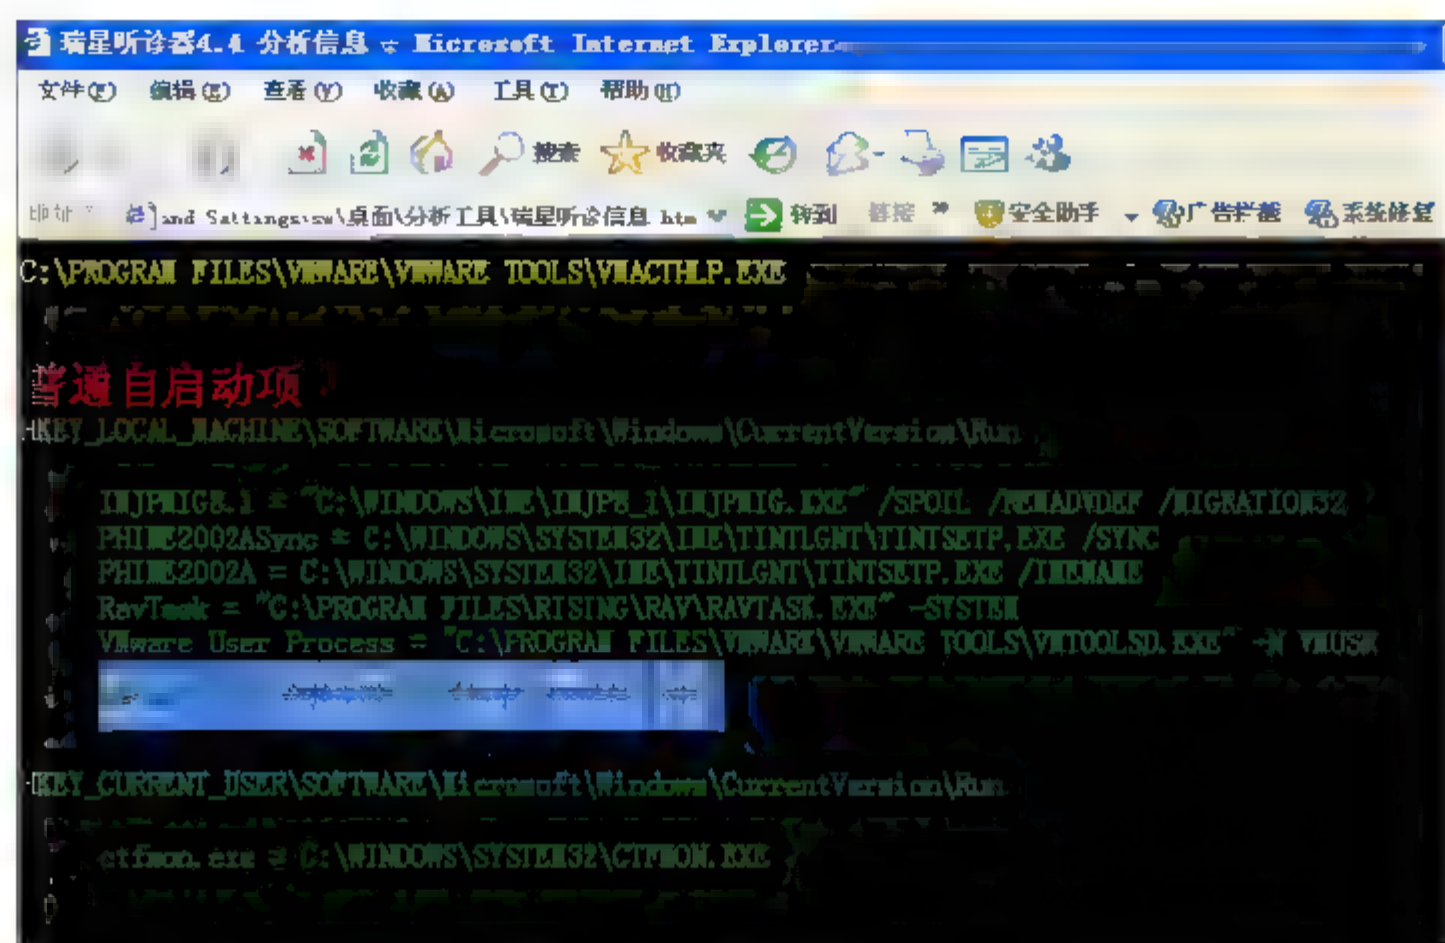 瑞星听诊器4.4 分析信息 - Microsoft Internet Explorer
文件(F) 编辑(E) 查看(V) 收藏(A) 工具(T) 帮助(H)
搜索 收藏夹
地址 and Settings\sw\桌面\分析工具\瑞星听诊信息.htm 转到 链接 » 安全助手 广告拦截 系统修复
C:\PROGRAM FILES\VMWARE\VMWARE TOOLS\VMACTHLP.EXE
普通自启动项
HKEY_LOCAL_MACHINE\SOFTWARE\Microsoft\Windows\CurrentVersion\Run
IMJPMIG8.1 = "C:\WINDOWS\IME\IMJP8_1\IMJPMIG.EXE" /SPOIL /REMADVDEF /MIGRATION32
PHIME2002ASync = C:\WINDOWS\SYSTEM32\IME\TINTLGNT\TINTSETP.EXE /SYNC
PHIME2002A = C:\WINDOWS\SYSTEM32\IME\TINTLGNT\TINTSETP.EXE /IMENAME
RavTask = "C:\PROGRAM FILES\RISING\RAV\RAVTASK.EXE" -SYSTEM
VMware User Process = "C:\PROGRAM FILES\VMWARE\VMWARE TOOLS\VMTOOLSD.EXE" -N VMUSR
HKEY_CURRENT_USER\SOFTWARE\Microsoft\Windows\CurrentVersion\Run
ctfmon.exe = C:\WINDOWS\SYSTEM32\CTFMON.EXE